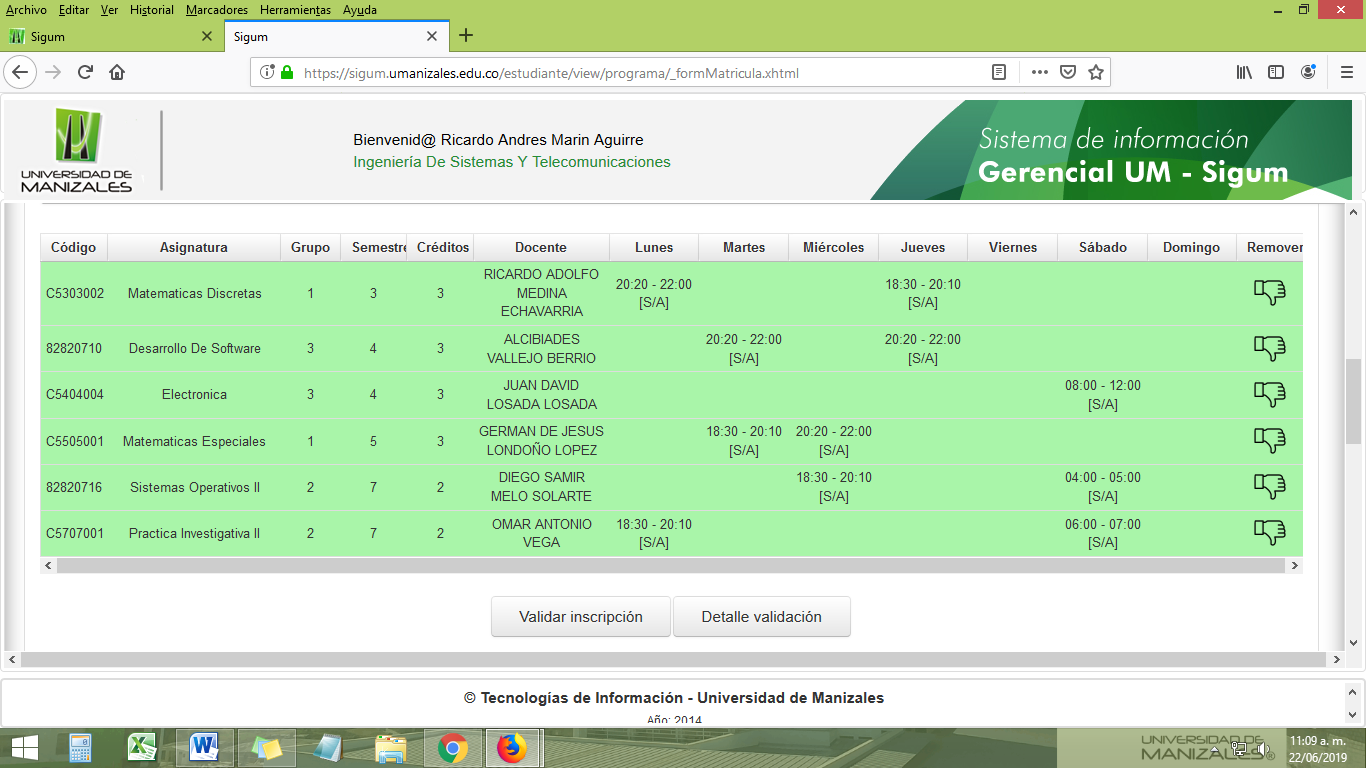 Archivo Editar Ver Historial Marcadores Herramientas Ayuda
Sigum
Sigum
https://sigum.umanizales.edu.co/estudiante/view/programa/_formMatricula.xhtml
UNIVERSIDAD DE
MANIZALES
Bienvenid@ Ricardo Andres Marin Aguirre
Ingeniería De Sistemas Y Telecomunicaciones
Sistema de información
Gerencial UM - Sigum
Código Asignatura Grupo Semestre Créditos Docente Lunes Martes Miércoles Jueves Viernes Sábado Domingo Remover
RICARDO ADOLFO
C5303002 Matematicas Discretas 1 3 3 MEDINA 20:20 - 22:00 18:30 - 20:10
ECHAVARRIA [S/A] [S/A]
82820710 Desarrollo De Software 3 4 3 ALCIBIADES 20:20 - 22:00 20:20 - 22:00
VALLEJO BERRIO [S/A] [S/A]
C5404004 Electronica 3 4 3 JUAN DAVID 08:00 - 12:00
LOSADA LOSADA [S/A]
C5505001 Matematicas Especiales 1 5 3 GERMAN DE JESUS 18:30 - 20:10 20:20 - 22:00
LONDOÑO LOPEZ [S/A] [S/A]
82820716 Sistemas Operativos II 2 7 2 DIEGO SAMIR 18:30 - 20:10 04:00 - 05:00
MELO SOLARTE [S/A] [S/A]
C5707001 Practica Investigativa II 2 7 2 OMAR ANTONIO 18:30 - 20:10 06:00 - 07:00
VEGA [S/A] [S/A]
Validar inscripción Detalle validación
© Tecnologías de Información - Universidad de Manizales
Año: 2014
UNIVERSIDAD DE
MANIZALES
11:09 a. m.
22/06/2019